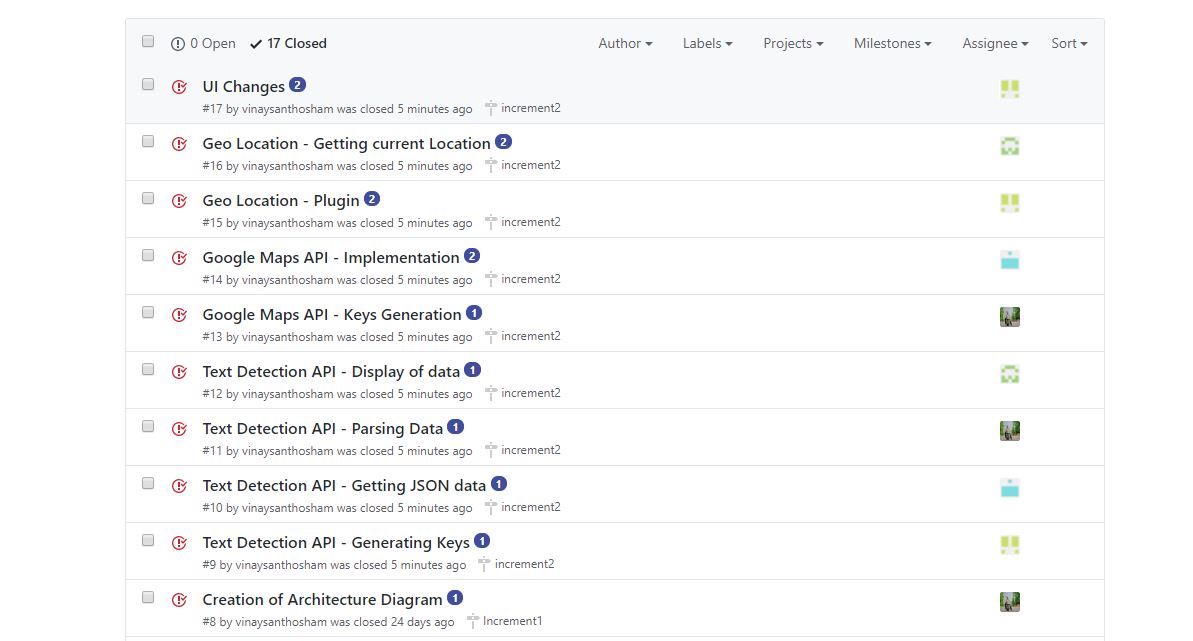 0 Open 17 Closed Author Labels Projects Milestones Assignee Sort
UI Changes 2
#17 by vinaysanthosham was closed 5 minutes ago increment2
Geo Location - Getting current Location 2
#16 by vinaysanthosham was closed 5 minutes ago increment2
Geo Location - Plugin 2
#15 by vinaysanthosham was closed 5 minutes ago increment2
Google Maps API - Implementation 2
#14 by vinaysanthosham was closed 5 minutes ago increment2
Google Maps API - Keys Generation 1
#13 by vinaysanthosham was closed 5 minutes ago increment2
Text Detection API - Display of data 1
#12 by vinaysanthosham was closed 5 minutes ago increment2
Text Detection API - Parsing Data 1
#11 by vinaysanthosham was closed 5 minutes ago increment2
Text Detection API - Getting JSON data 1
#10 by vinaysanthosham was closed 5 minutes ago increment2
Text Detection API - Generating Keys 1
#9 by vinaysanthosham was closed 5 minutes ago increment2
Creation of Architecture Diagram 1
#8 by vinaysanthosham was closed 24 days ago Increment1